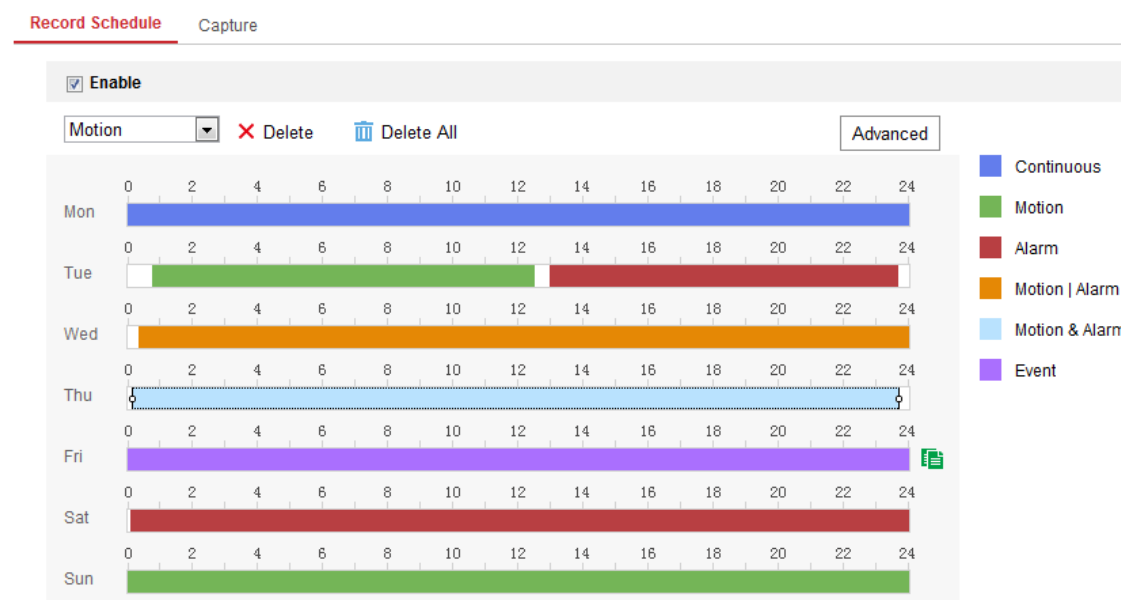 Record Schedule Capture
Enable
Motion Delete Delete All Advanced
Continuous
Motion
Alarm
Motion | Alarm
Motion & Alarm
Event
0 2 4 6 8 10 12 14 16 18 20 22 24
Mon
0 2 4 6 8 10 12 14 16 18 20 22 24
Tue
0 2 4 6 8 10 12 14 16 18 20 22 24
Wed
0 2 4 6 8 10 12 14 16 18 20 22 24
Thu
0 2 4 6 8 10 12 14 16 18 20 22 24
Fri
0 2 4 6 8 10 12 14 16 18 20 22 24
Sat
0 2 4 6 8 10 12 14 16 18 20 22 24
Sun